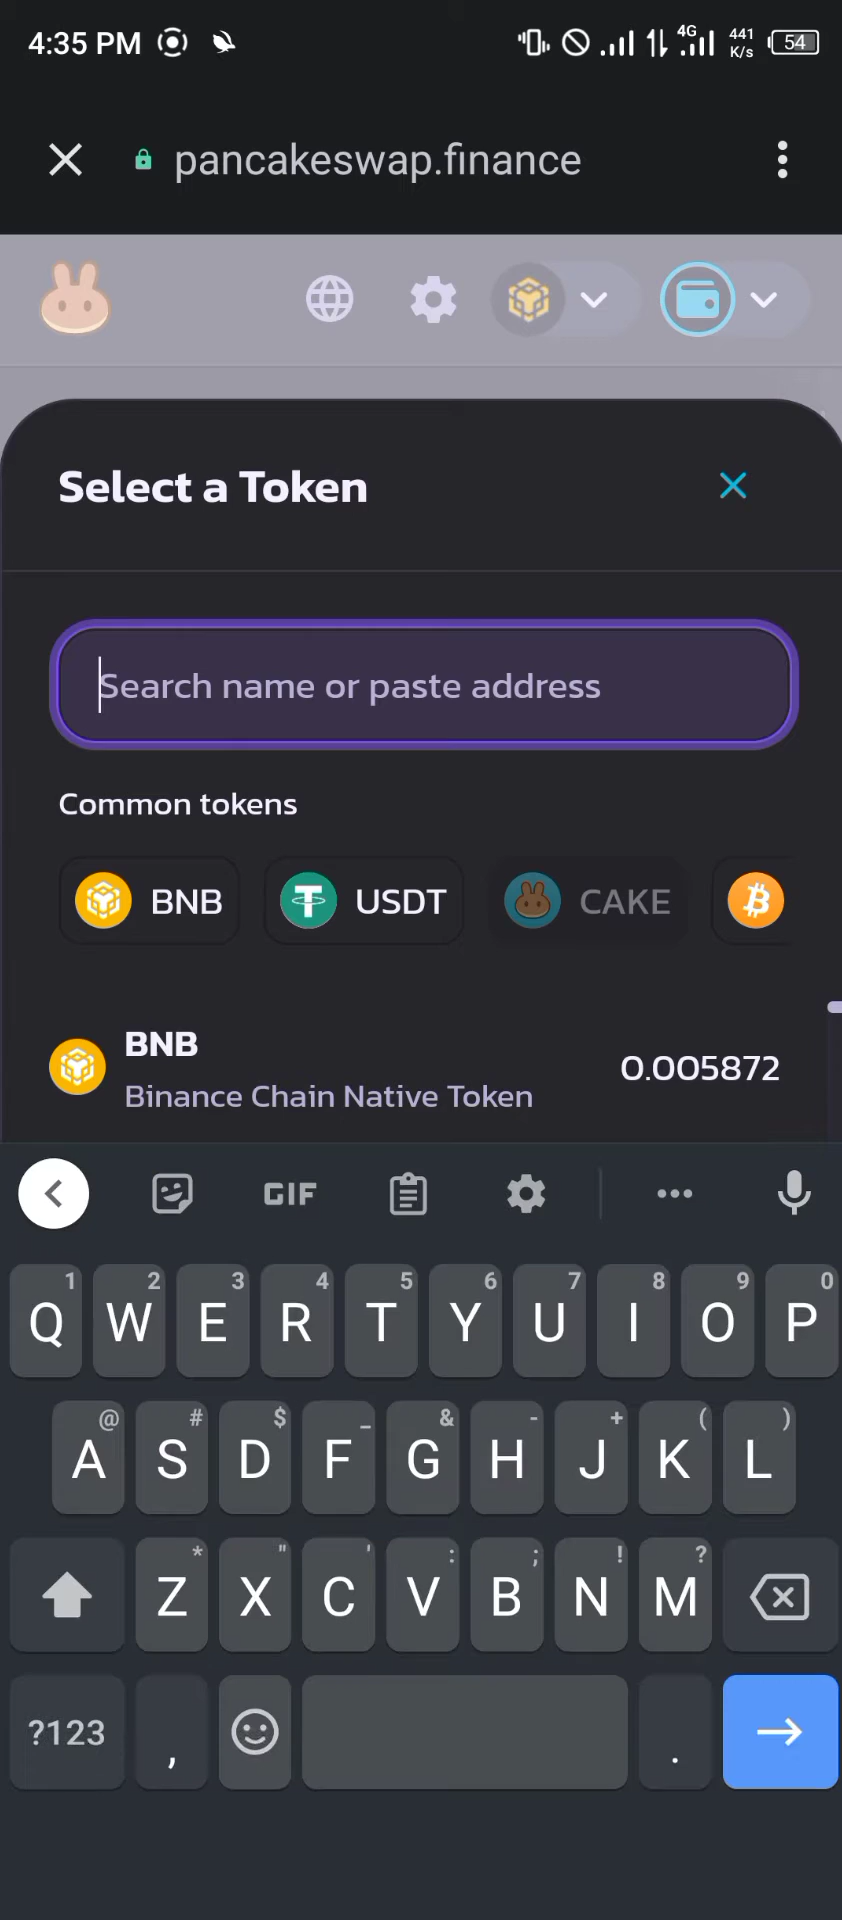 4:35 PM 4G 441 K/s 54
pancakeswap.finance
Select a Token
Search name or paste address
Common tokens
BNB USDT CAKE
BNB
Binance Chain Native Token
0.005872
GIF
1 2 3 4 5 6 7 8 9 0
Q W E R T Y U I O P
@ # $ _ & - + ( )
A S D F G H J K L
* " ' : ; ! ?
Z X C V B N M
?123 , .